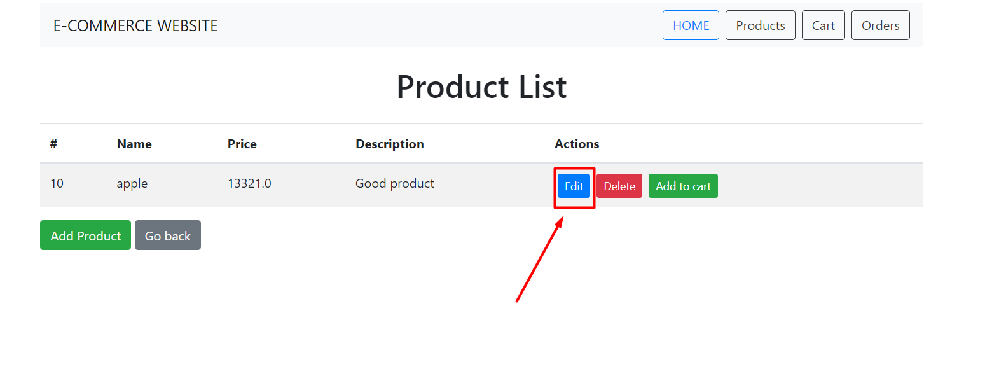 E-COMMERCE WEBSITE HOME Products Cart Orders
Product List
# Name Price Description Actions
10 apple 13321.0 Good product Edit Delete Add to cart
Add Product Go back